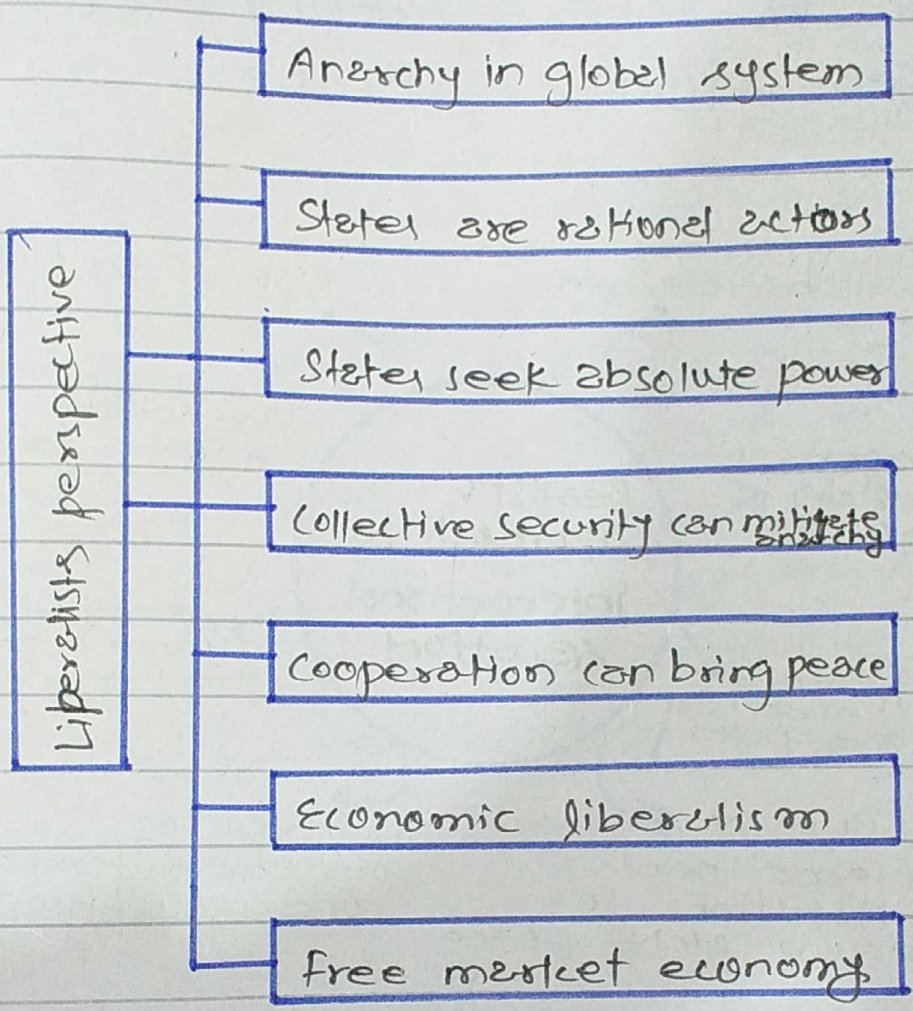 Liberalists perspective
Anarchy in global system
States are rational actors
States seek absolute power
Collective security can mitigate
anarchy
Cooperation can bring peace
Economic liberalism
Free market economy